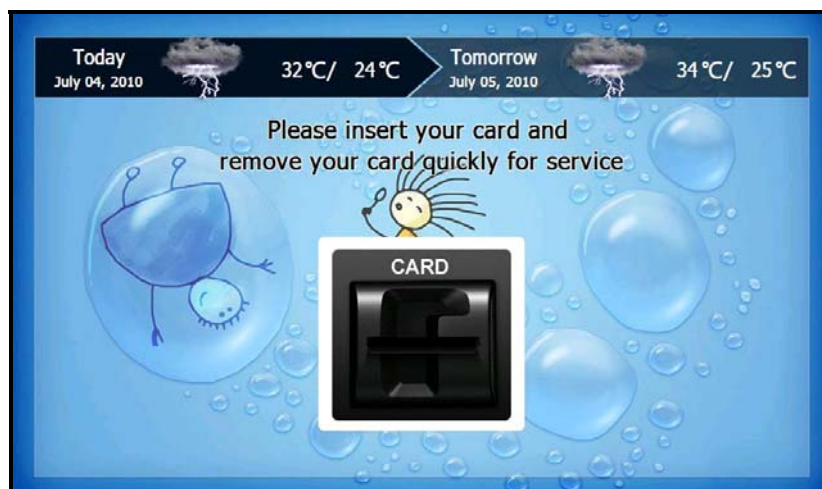 Today
July 04, 2010
32°C/ 24°C
Tomorrow
July 05, 2010
34°C/ 25°C
Please insert your card and
remove your card quickly for service
CARD